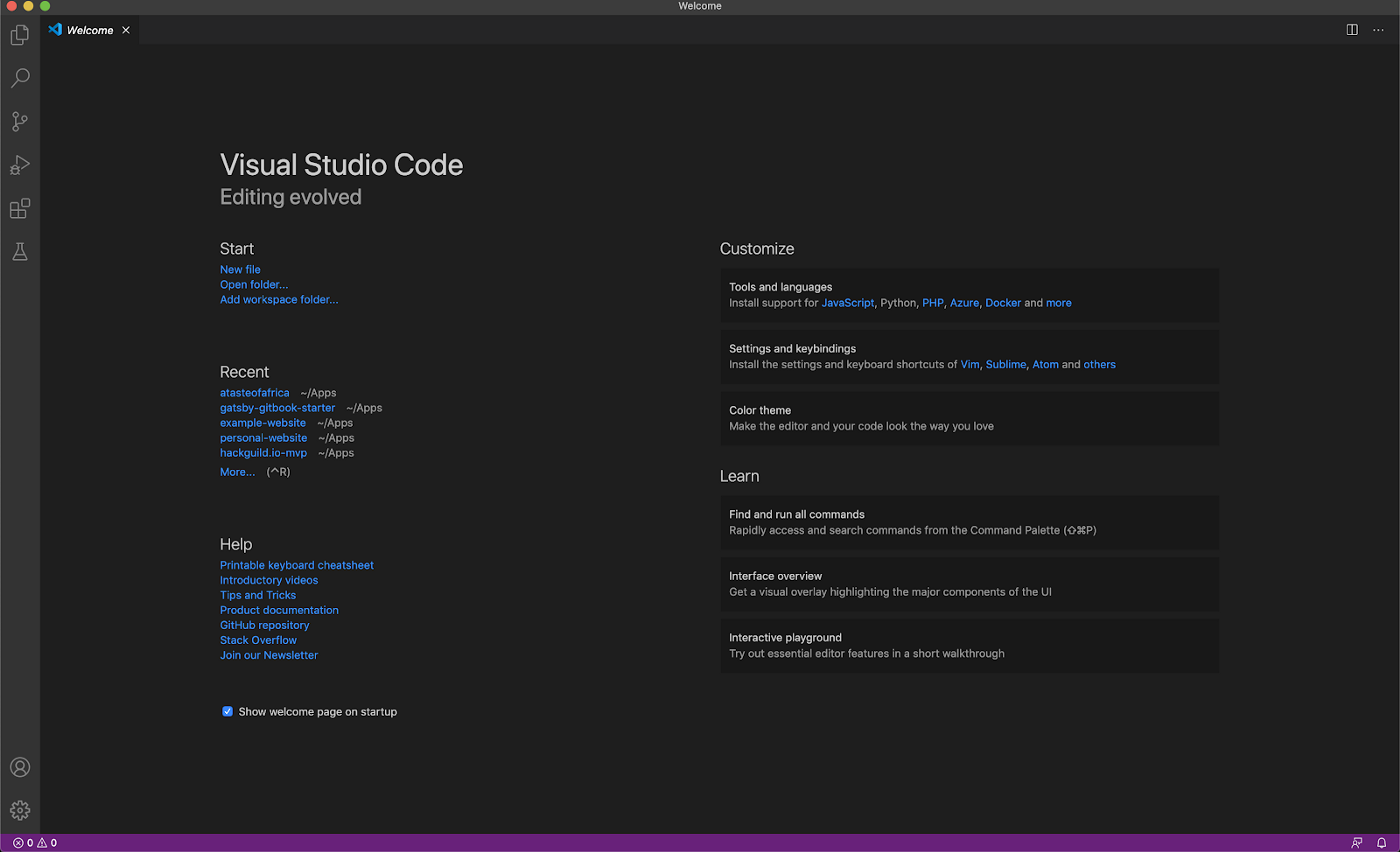 Welcome
Welcome
Visual Studio Code
Editing evolved
Start
New file
Open folder...
Add workspace folder...
Recent
atasteofafrica ~/Apps
gatsby-gitbook-starter ~/Apps
example-website ~/Apps
personal-website ~/Apps
hackguild.io-mvp ~/Apps
More... (^R)
Help
Printable keyboard cheatsheet
Introductory videos
Tips and Tricks
Product documentation
GitHub repository
Stack Overflow
Join our Newsletter
Show welcome page on startup
Customize
Tools and languages
Install support for JavaScript, Python, PHP, Azure, Docker and more
Settings and keybindings
Install the settings and keyboard shortcuts of Vim, Sublime, Atom and others
Color theme
Make the editor and your code look the way you love
Learn
Find and run all commands
Rapidly access and search commands from the Command Palette (⇧⌘P)
Interface overview
Get a visual overlay highlighting the major components of the UI
Interactive playground
Try out essential editor features in a short walkthrough
0 0